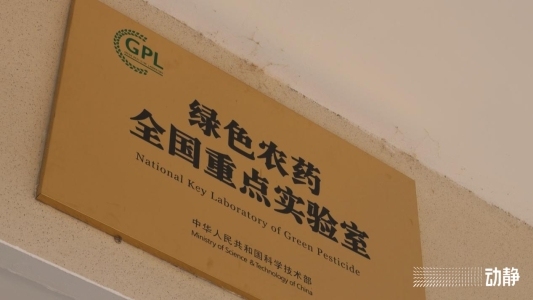 GPL
绿色农药
全国重点实验室
National Key Laboratory of Green Pesticide
中华人民共和国科学技术部
Ministry of Science & Technology of China
动静